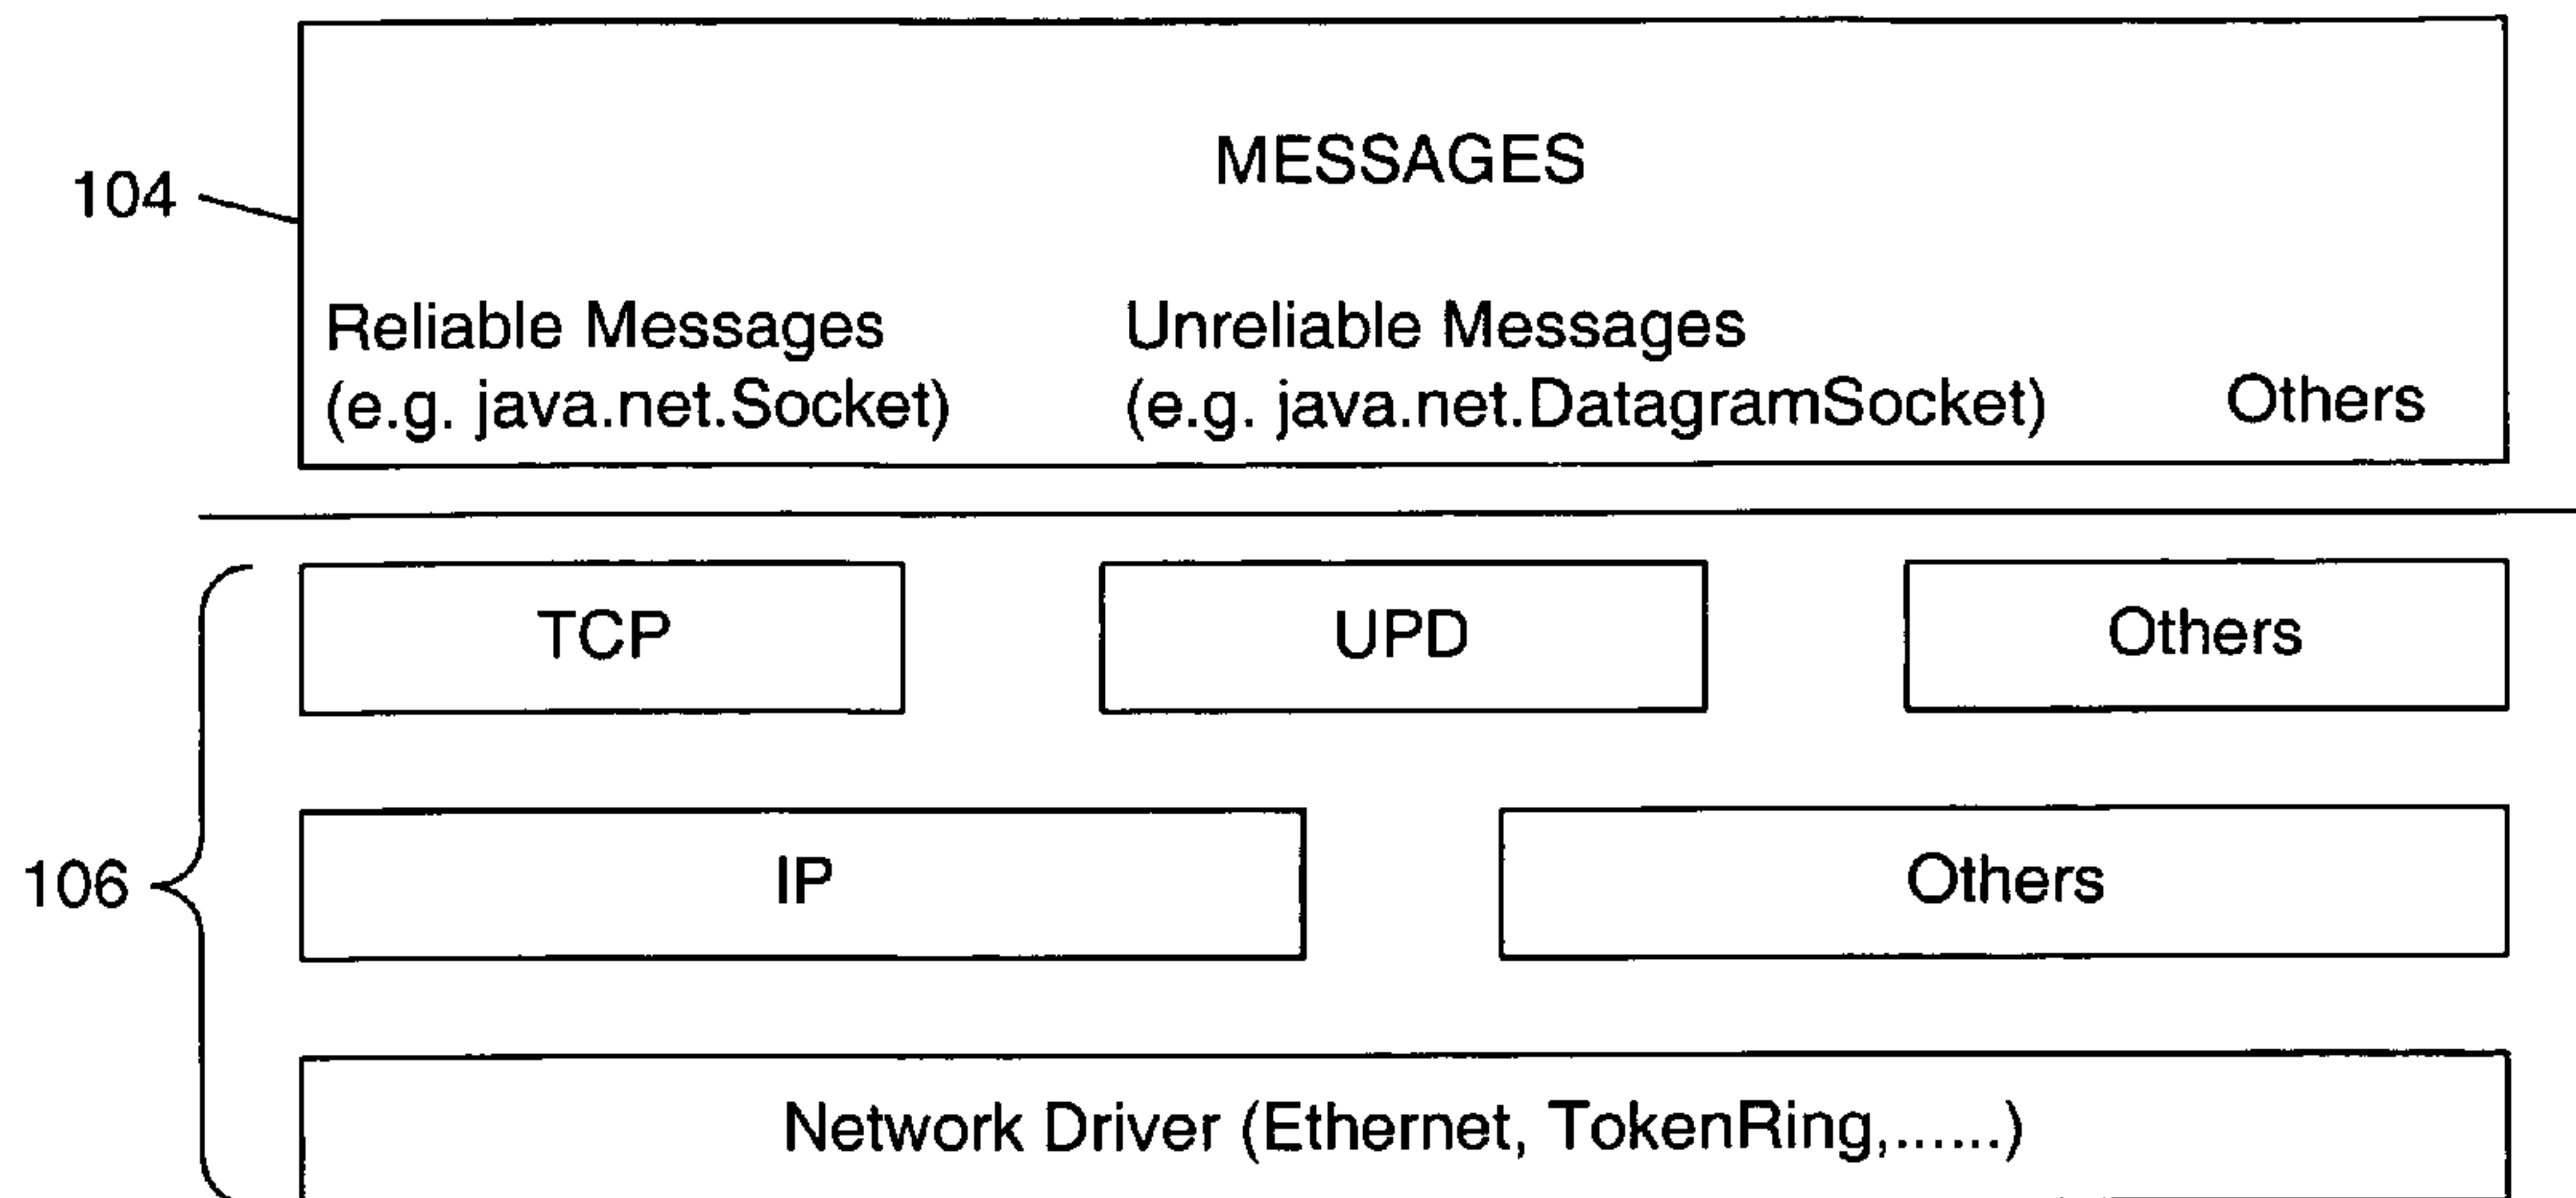 MESSAGES
104
Reliable Messages
(e.g. java.net.Socket)
Unreliable Messages
(e.g. java.net.DatagramSocket)
Others
TCP
UPD
Others
106
IP
Others
Network Driver (Ethernet, TokenRing,......)